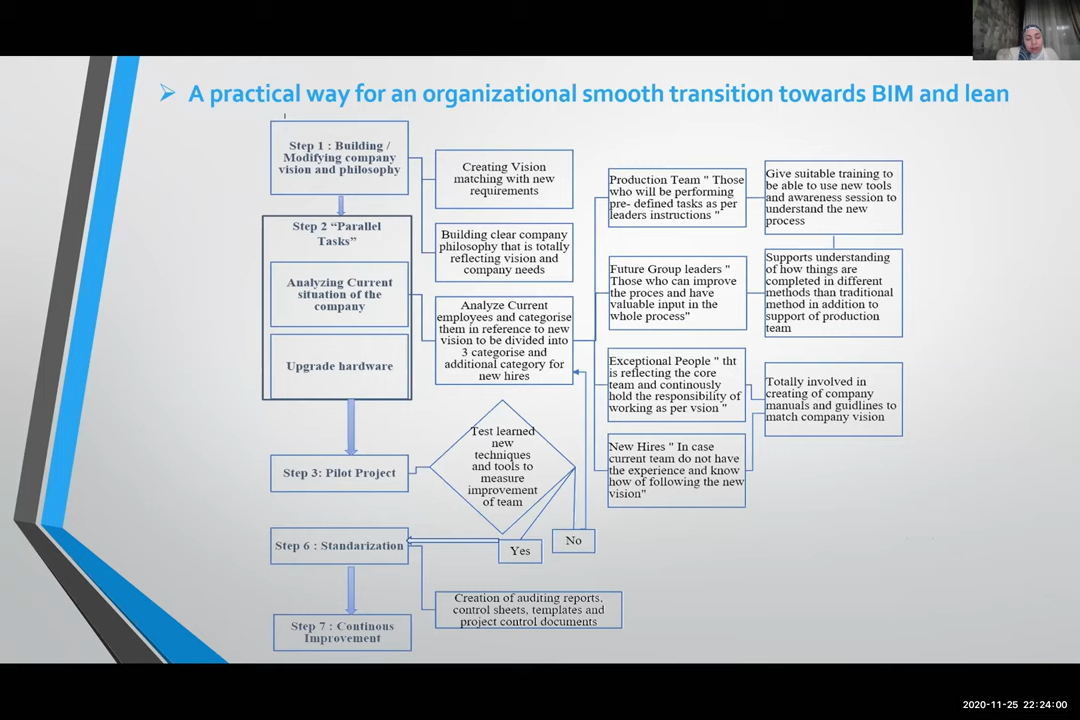 A practical way for an organizational smooth transition towards BIM and lean
Step 1 : Building /
Modifying company
vision and philosophy
Creating Vision
matching with new
requirements
Building clear company
philosophy that is totally
reflecting vision and
company needs
Step 2 “Parallel
Tasks”
Analyzing Current
situation of the
company
Upgrade hardware
Analyze Current
employees and categorise
them in reference to new
vision to be divided into
3 categorise and
additional category for
new hires
Production Team " Those
who will be performing
pre- defined tasks as per
leaders instructions "
Give suitable training to
be able to use new tools
and awareness session to
understand the new
process
Future Group leaders "
Those who can improve
the proces and have
valuable input in the
whole process"
Supports understanding
of how things are
completed in different
methods than traditional
method in addition to
support of production
team
Exceptional People " tht
is reflecting the core
team and continously
hold the responsibility of
working as per vsion "
Totally involved in
creating of company
manuals and guidlines to
match company vision
New Hires " In case
current team do not have
the experience and know
how of following the new
vision"
Step 3: Pilot Project
Test learned
new
techniques
and tools to
measure
improvement
of team
Yes
No
Step 6 : Standarization
Creation of auditing reports,
control sheets, templates and
project control documents
Step 7 : Continous
Improvement
2020-11-25 22:24:00